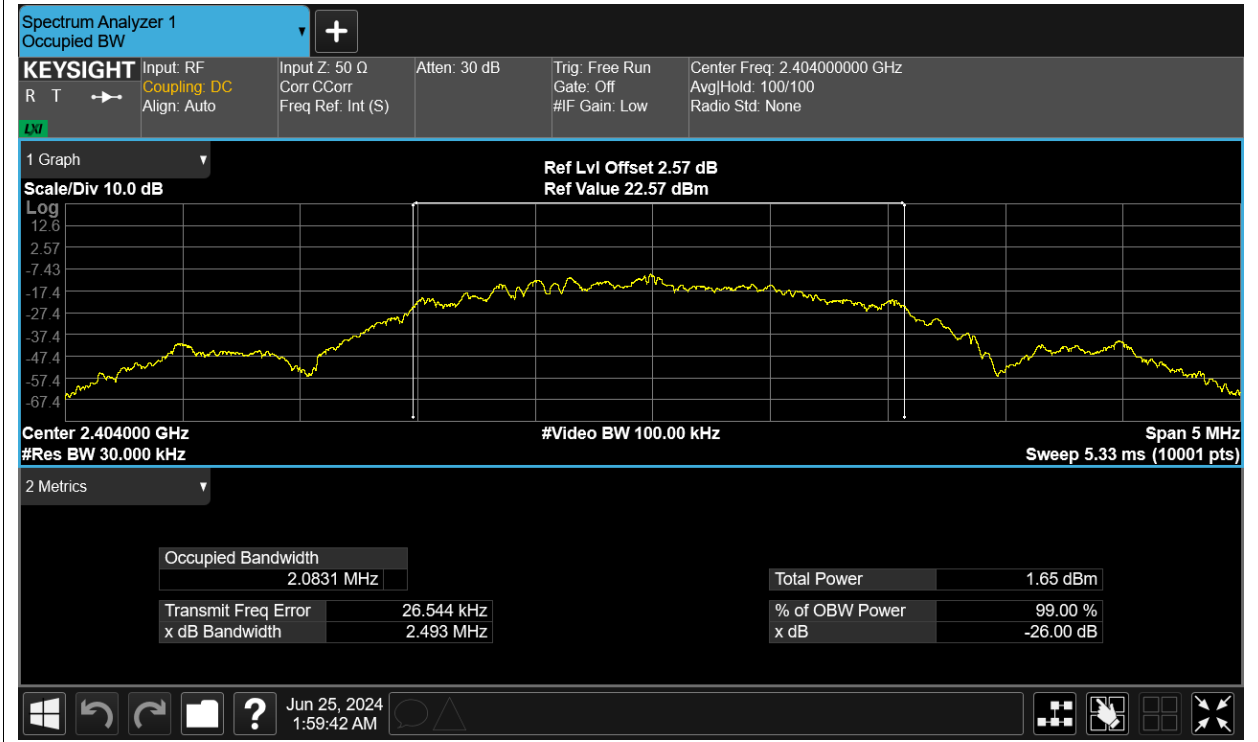 Spectrum Analyzer 1
Occupied BW
KEYSIGHT
R T
LXI
Input: RF
Coupling: DC
Align: Auto
Input Z: 50 Ω
Corr CCorr
Freq Ref: Int (S)
Atten: 30 dB
Trig: Free Run
Gate: Off
#IF Gain: Low
Center Freq: 2.404000000 GHz
Avg|Hold: 100/100
Radio Std: None
1 Graph
Scale/Div 10.0 dB
Ref Lvl Offset 2.57 dB
Ref Value 22.57 dBm
Log
12.6
2.57
-7.43
-17.4
-27.4
-37.4
-47.4
-57.4
-67.4
Center 2.404000 GHz
#Video BW 100.00 kHz
Span 5 MHz
#Res BW 30.000 kHz
Sweep 5.33 ms (10001 pts)
2 Metrics
Occupied Bandwidth
2.0831 MHz
Total Power 1.65 dBm
Transmit Freq Error 26.544 kHz
% of OBW Power 99.00 %
x dB Bandwidth 2.493 MHz
x dB -26.00 dB
?
Jun 25, 2024
1:59:42 AM